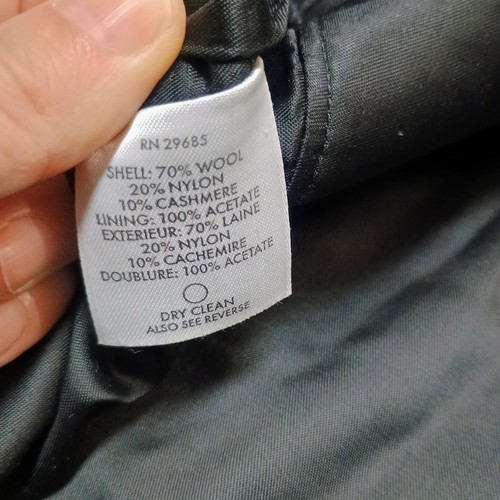 RN 29685
SHELL: 70% WOOL
20% NYLON
10% CASHMERE
LINING: 100% ACETATE
EXTERIEUR: 70% LAINE
20% NYLON
10% CACHEMIRE
DOUBLURE: 100% ACETATE
DRY CLEAN
ALSO SEE REVERSE